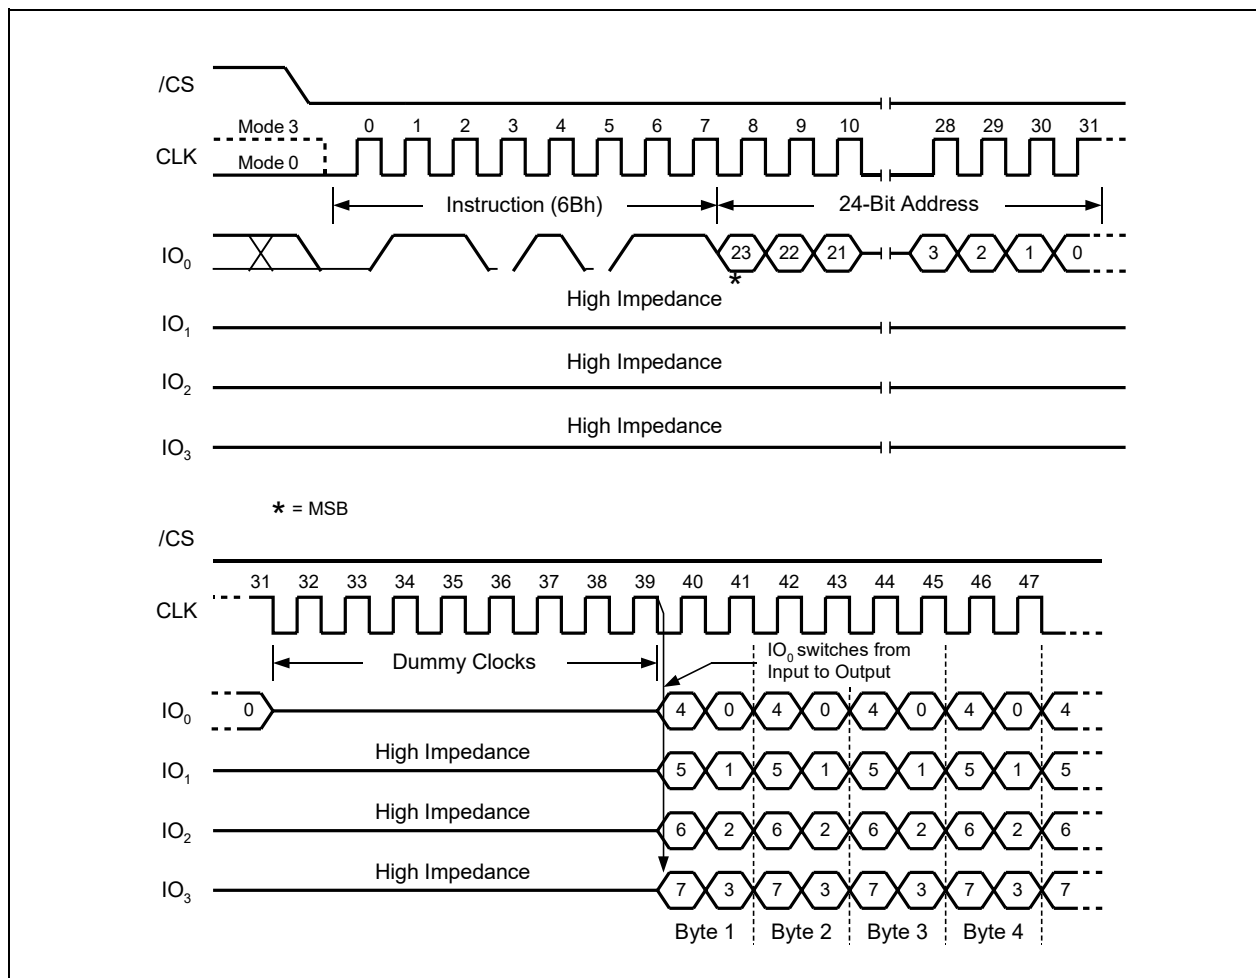 /CS
Mode 3 0 1 2 3 4 5 6 7 8 9 10 28 29 30 31
CLK
Mode 0
Instruction (6Bh) 24-Bit Address
IO0 23 22 21 3 2 1 0
*
High Impedance
IO1
High Impedance
IO2
High Impedance
IO3
* = MSB
/CS
31 32 33 34 35 36 37 38 39 40 41 42 43 44 45 46 47
CLK
Dummy Clocks
IO0 switches from
Input to Output
IO0 0 4 0 4 0 4 0 4 0 4
High Impedance
IO1 5 1 5 1 5 1 5 1 5
High Impedance
IO2 6 2 6 2 6 2 6 2 6
High Impedance
IO3 7 3 7 3 7 3 7 3 7
Byte 1 Byte 2 Byte 3 Byte 4